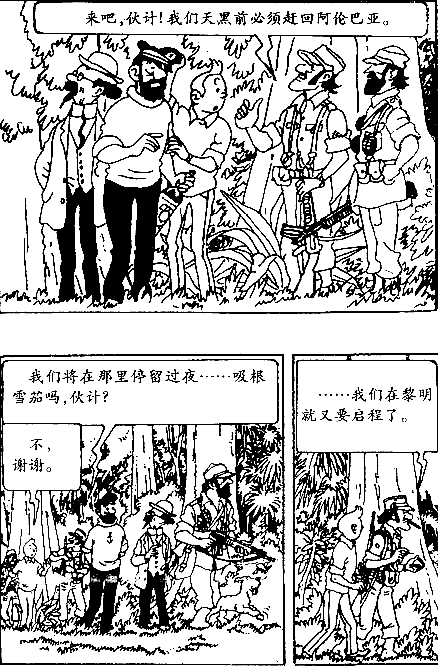 来吧,伙计!我们天黑前必须赶回阿伦巴亚。
我们将在那里停留过夜……吸根
雪茄吗,伙计?
不,
谢谢。
……我们在黎明
就又要启程了。